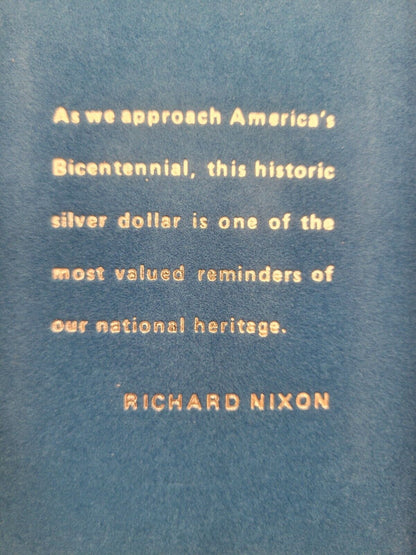 As we approach America's
Bicentennial, this historic
silver dollar is one of the
most valued reminders of
our national heritage.
RICHARD NIXON